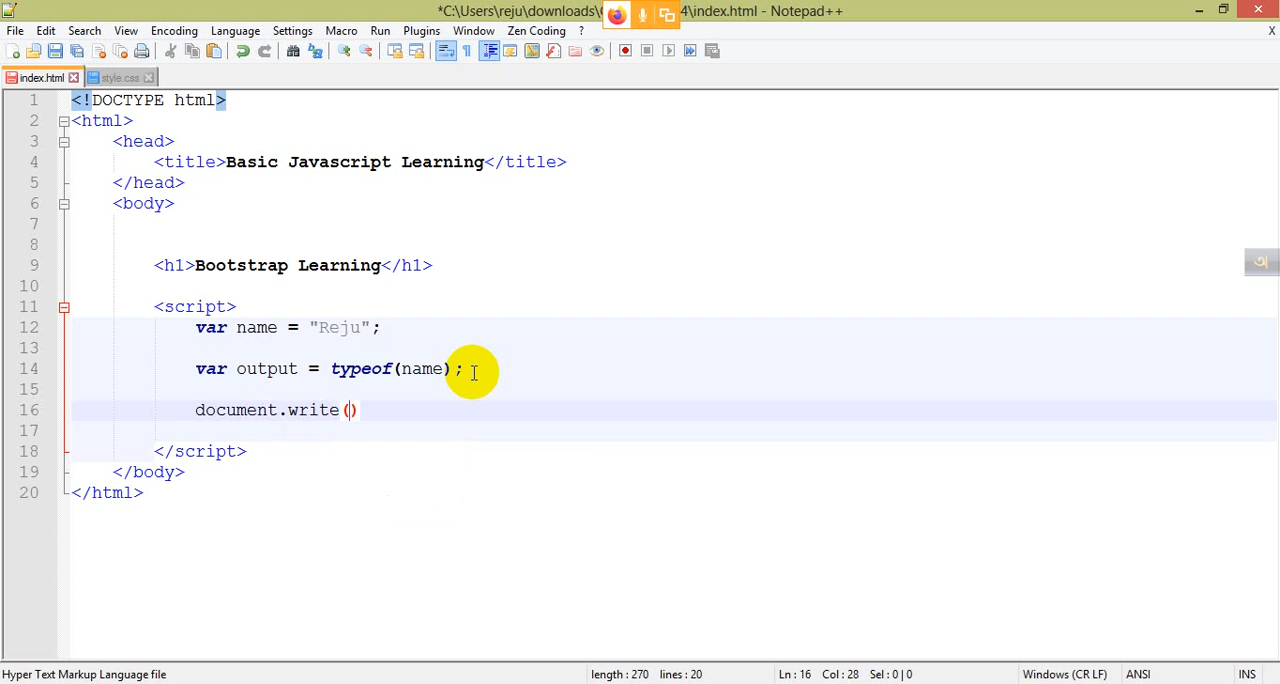 *C:\Users\reju\downloads\ 4\index.html - Notepad++
File Edit Search View Encoding Language Settings Macro Run Plugins Window Zen Coding ? X
index.html style.css
1 <!DOCTYPE html>
2 <html>
3 <head>
4 <title>Basic Javascript Learning</title>
5 </head>
6 <body>
7
8
9 <h1>Bootstrap Learning</h1>
10
11 <script>
12 var name = "Reju";
13
14 var output = typeof(name);
15
16 document.write()
17
18 </script>
19 </body>
20 </html>
অ
Hyper Text Markup Language file length : 270 lines : 20 Ln : 16 Col : 28 Sel : 0 | 0 Windows (CR LF) ANSI INS